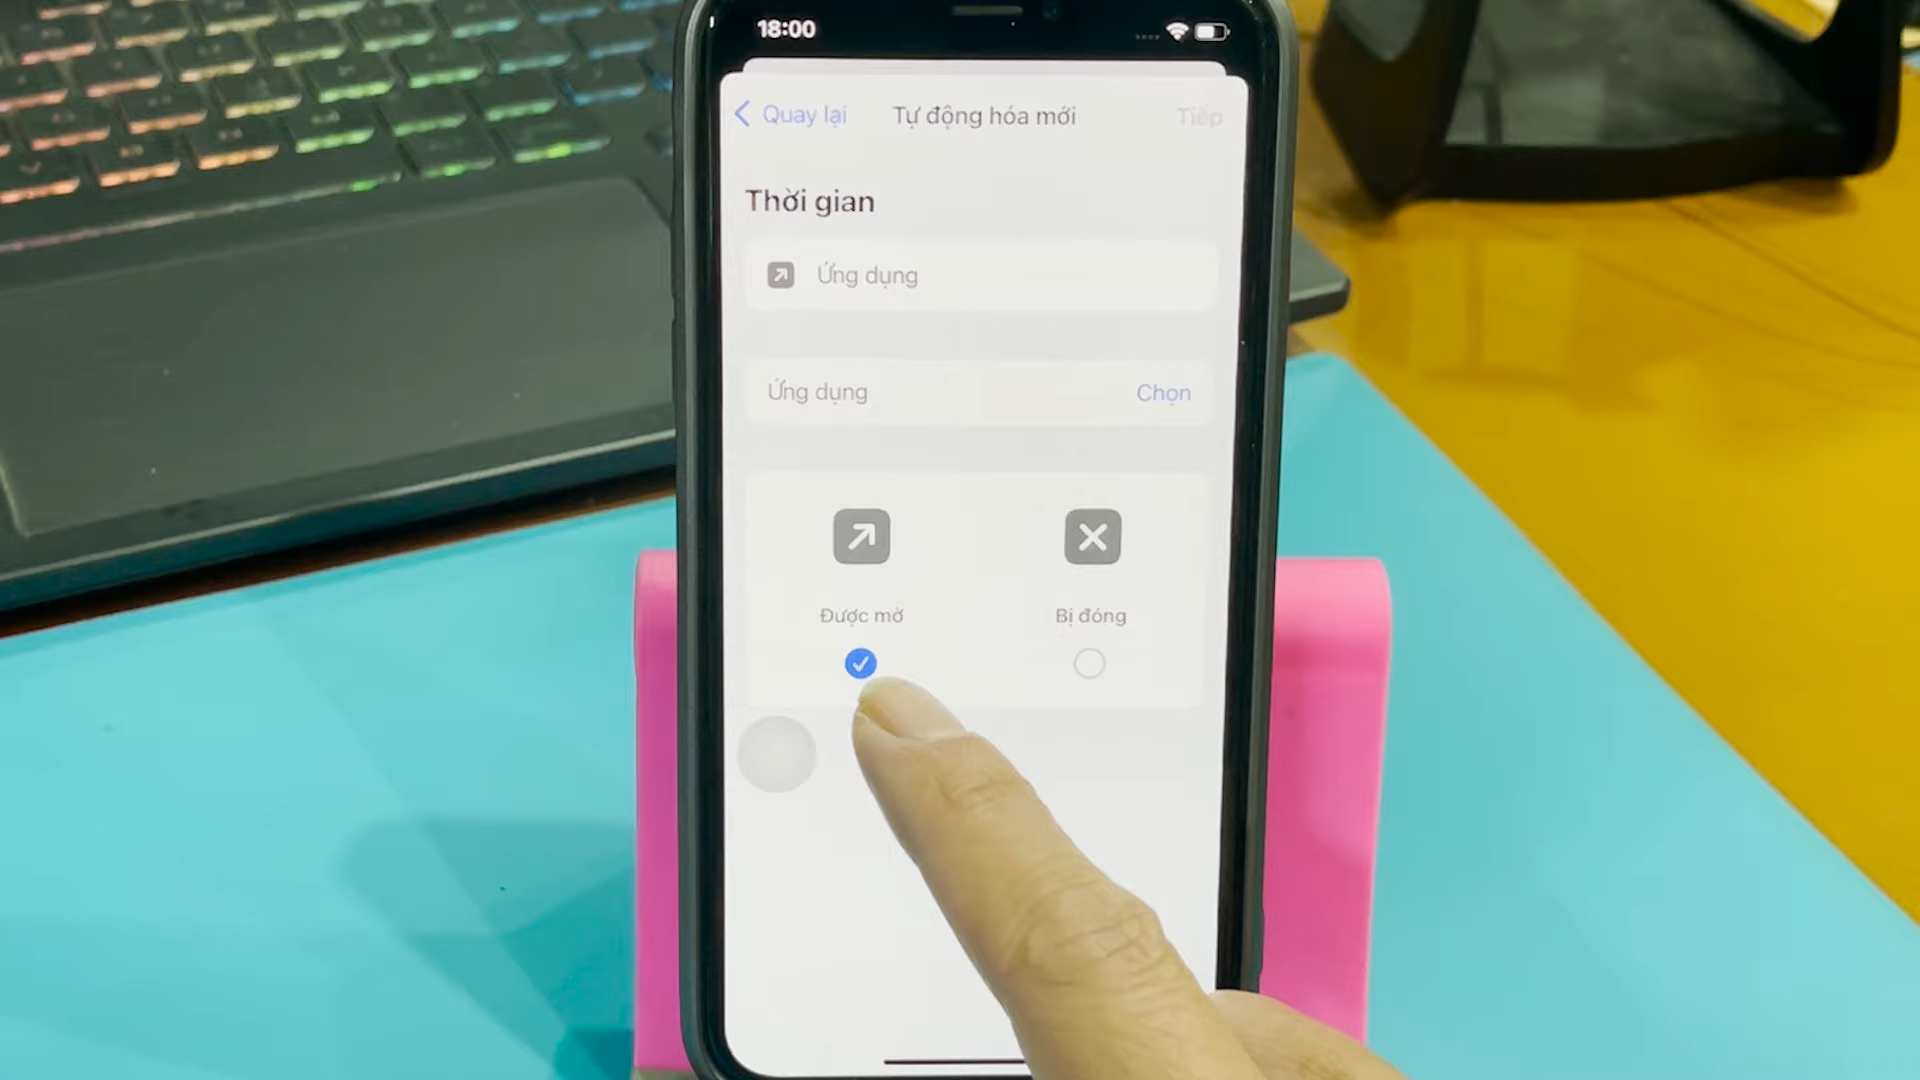 18:00
Quay lại
Tự động hóa mới
Tiếp
Thời gian
Ứng dụng
Ứng dụng
Chọn
Được mở
Bị đóng